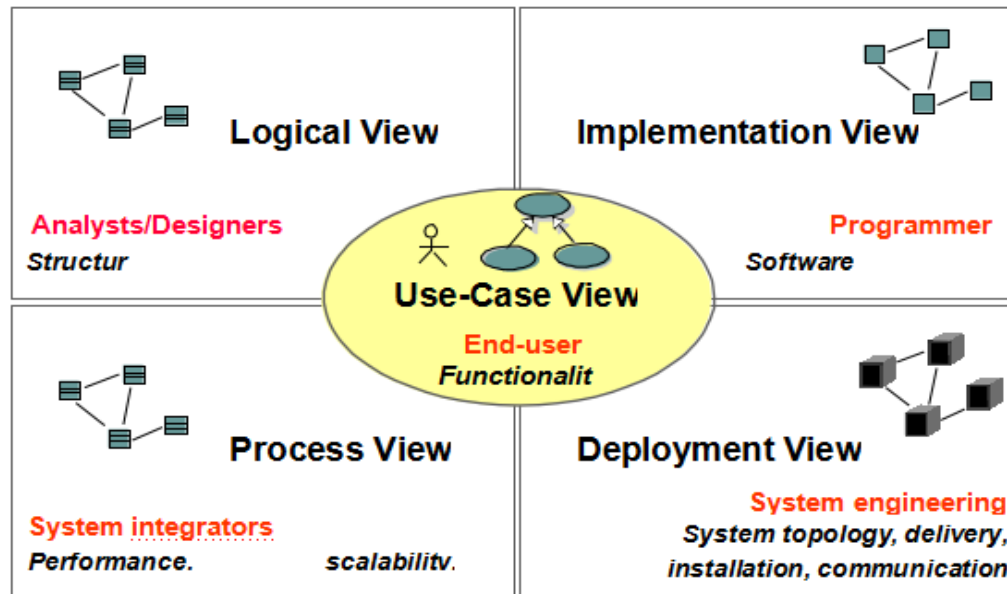 Logical View
Analysts/Designers
Structur
Implementation View
Programmer
Software
Use-Case View
End-user
Functionalit
Process View
System integrators
Performance. scalability.
Deployment View
System engineering
System topology, delivery,
installation, communication